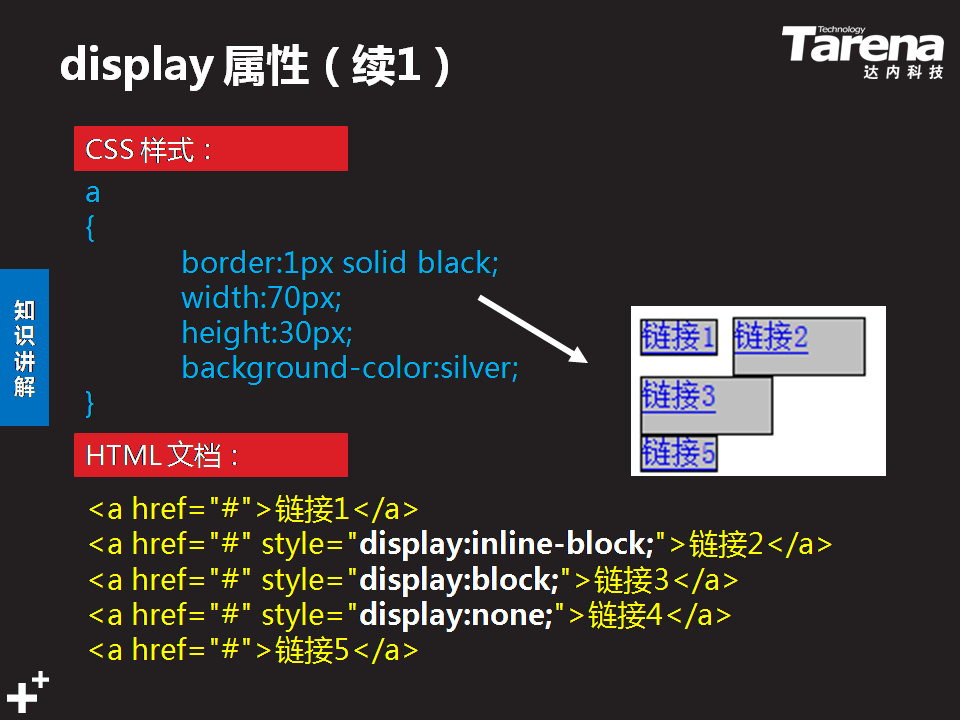 display 属性（续1）
Technology
Tarena
达内科技
CSS 样式：
a
{
border:1px solid black;
width:70px;
height:30px;
background-color:silver;
}
知识讲解
链接1 链接2
链接3
链接5
HTML 文档：
<a href="#">链接1</a>
<a href="#" style="display:inline-block;">链接2</a>
<a href="#" style="display:block;">链接3</a>
<a href="#" style="display:none;">链接4</a>
<a href="#">链接5</a>